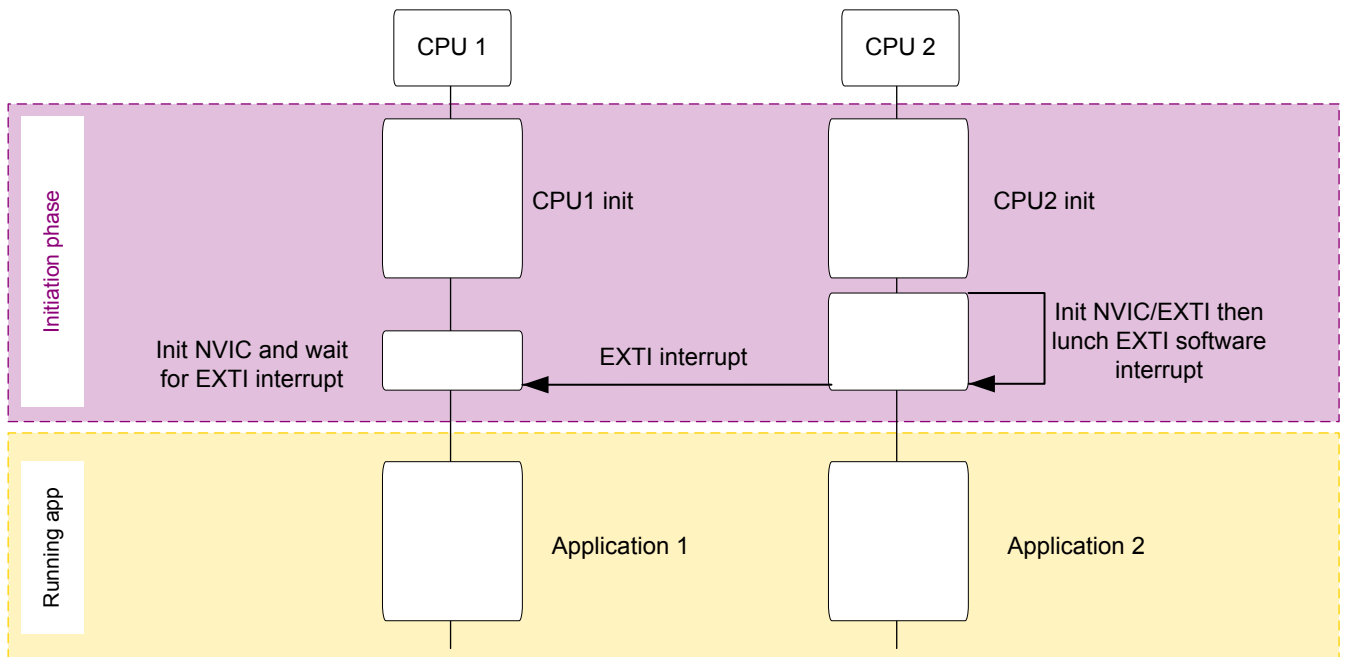 CPU 1
CPU 2
Initiation phase
CPU1 init
CPU2 init
Init NVIC and wait
for EXTI interrupt
EXTI interrupt
Init NVIC/EXTI then
lunch EXTI software
interrupt
Running app
Application 1
Application 2